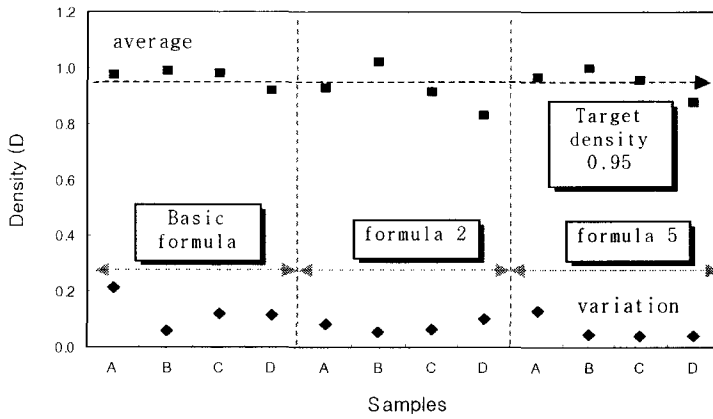 1.2
average
1.0
0.8
Target
density
0.95
0.6
Density (D
Basic
formula
formula 2
formula 5
0.4
0.2
variation
0.0
A B C D A B C D A B C D
Samples